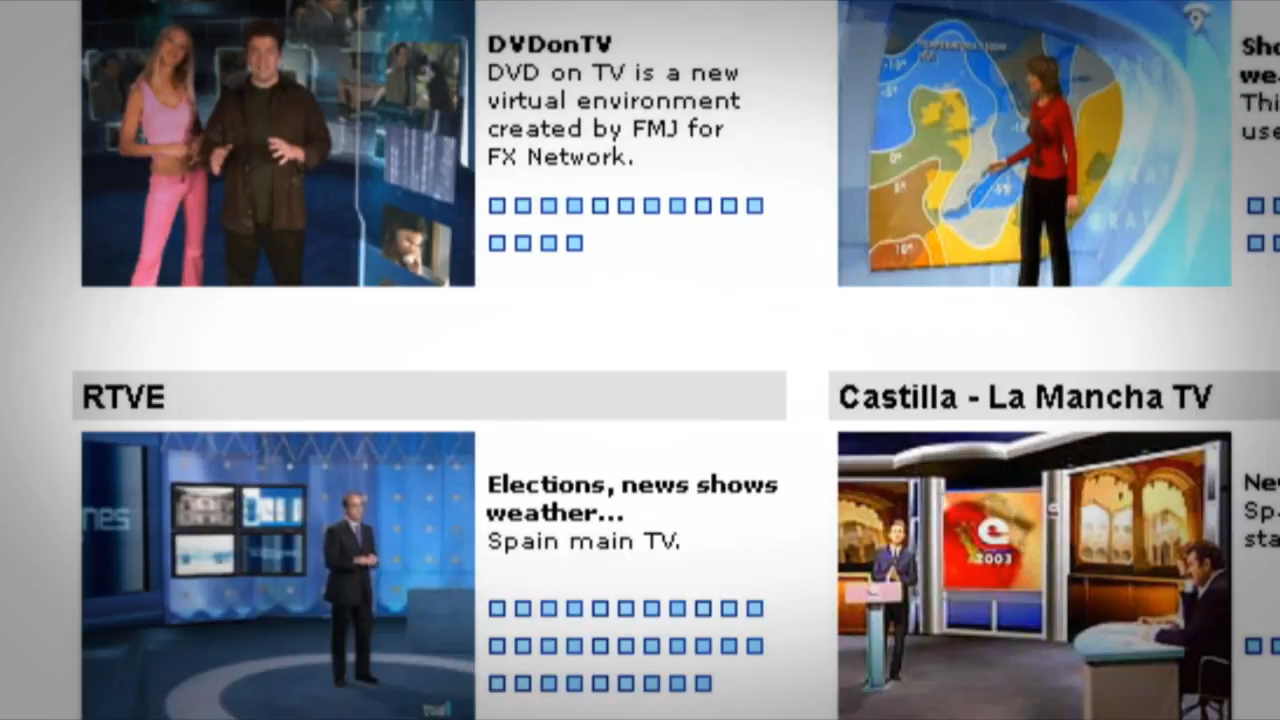 DVDonTV
DVD on TV is a new
virtual environment
created by FMJ for
FX Network.
RTVE
Elections, news shows
weather...
Spain main TV.
Castilla - La Mancha TV
2003